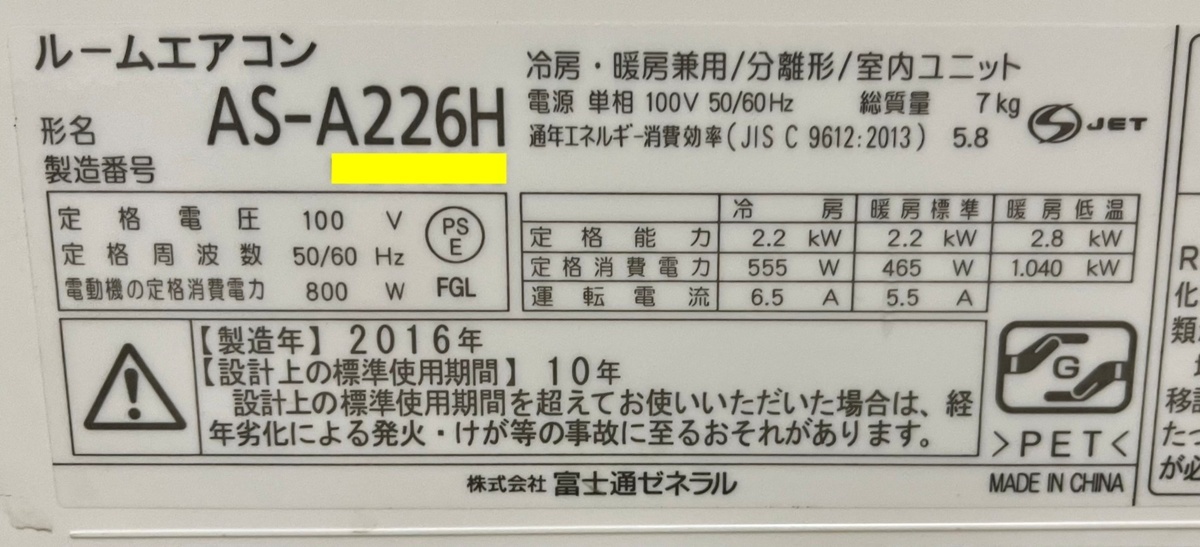 ルームエアコン
冷房・暖房兼用/分離形/室内ユニット
形名 AS-A226H
電源 単相 100V 50/60Hz 総質量 7kg
通年エネルギー消費効率(JIS C 9612:2013) 5.8
JET
製造番号
定格電圧 100 V
定格周波数 50/60 Hz
電動機の定格消費電力 800 W
PS
E
FGL
冷房 暖房標準 暖房低温
定格能力 2.2 kW 2.2 kW 2.8 kW
定格消費電力 555 W 465 W 1.040 kW
運転電流 6.5 A 5.5 A
【製造年】2016年
【設計上の標準使用期間】10年
設計上の標準使用期間を超えてお使いいただいた場合は、経
年劣化による発火・けが等の事故に至るおそれがあります。
G
>PET<
株式会社 富士通ゼネラル
MADE IN CHINA
R
化
類
移設
たっ
が必